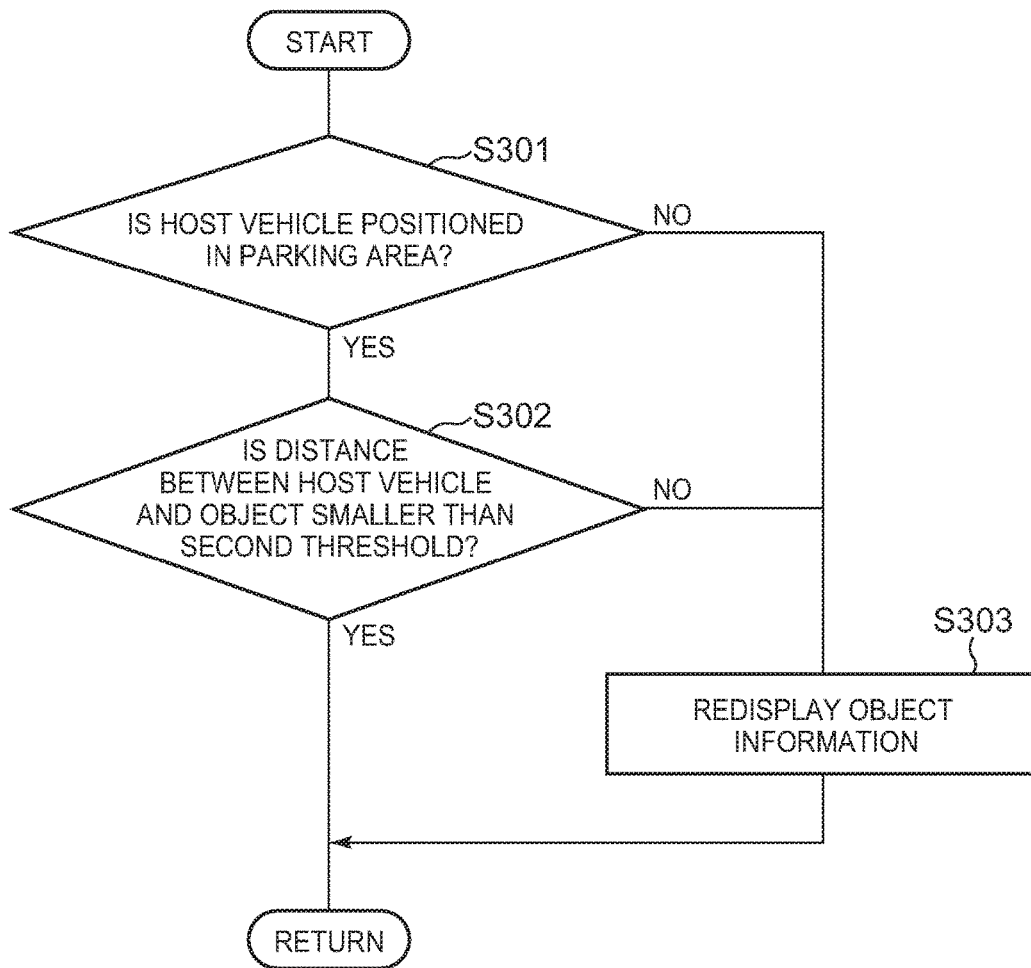 START
S301
IS HOST VEHICLE POSITIONED
IN PARKING AREA?
NO
YES
S302
IS DISTANCE
BETWEEN HOST VEHICLE
AND OBJECT SMALLER THAN
SECOND THRESHOLD?
NO
YES
S303
REDISPLAY OBJECT
INFORMATION
RETURN